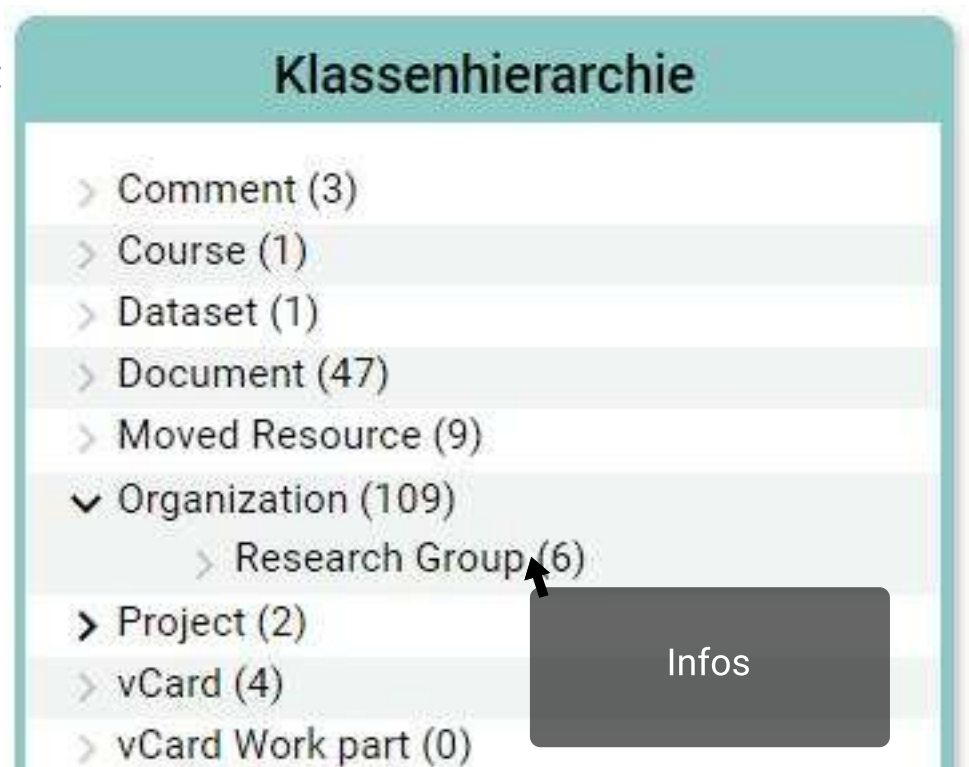 Klassenhierarchie
Comment (3)
Course (1)
Dataset (1)
Document (47)
Moved Resource (9)
Organization (109)
Research Group (6)
Project (2)
Infos
vCard (4)
vCard Work part (0)